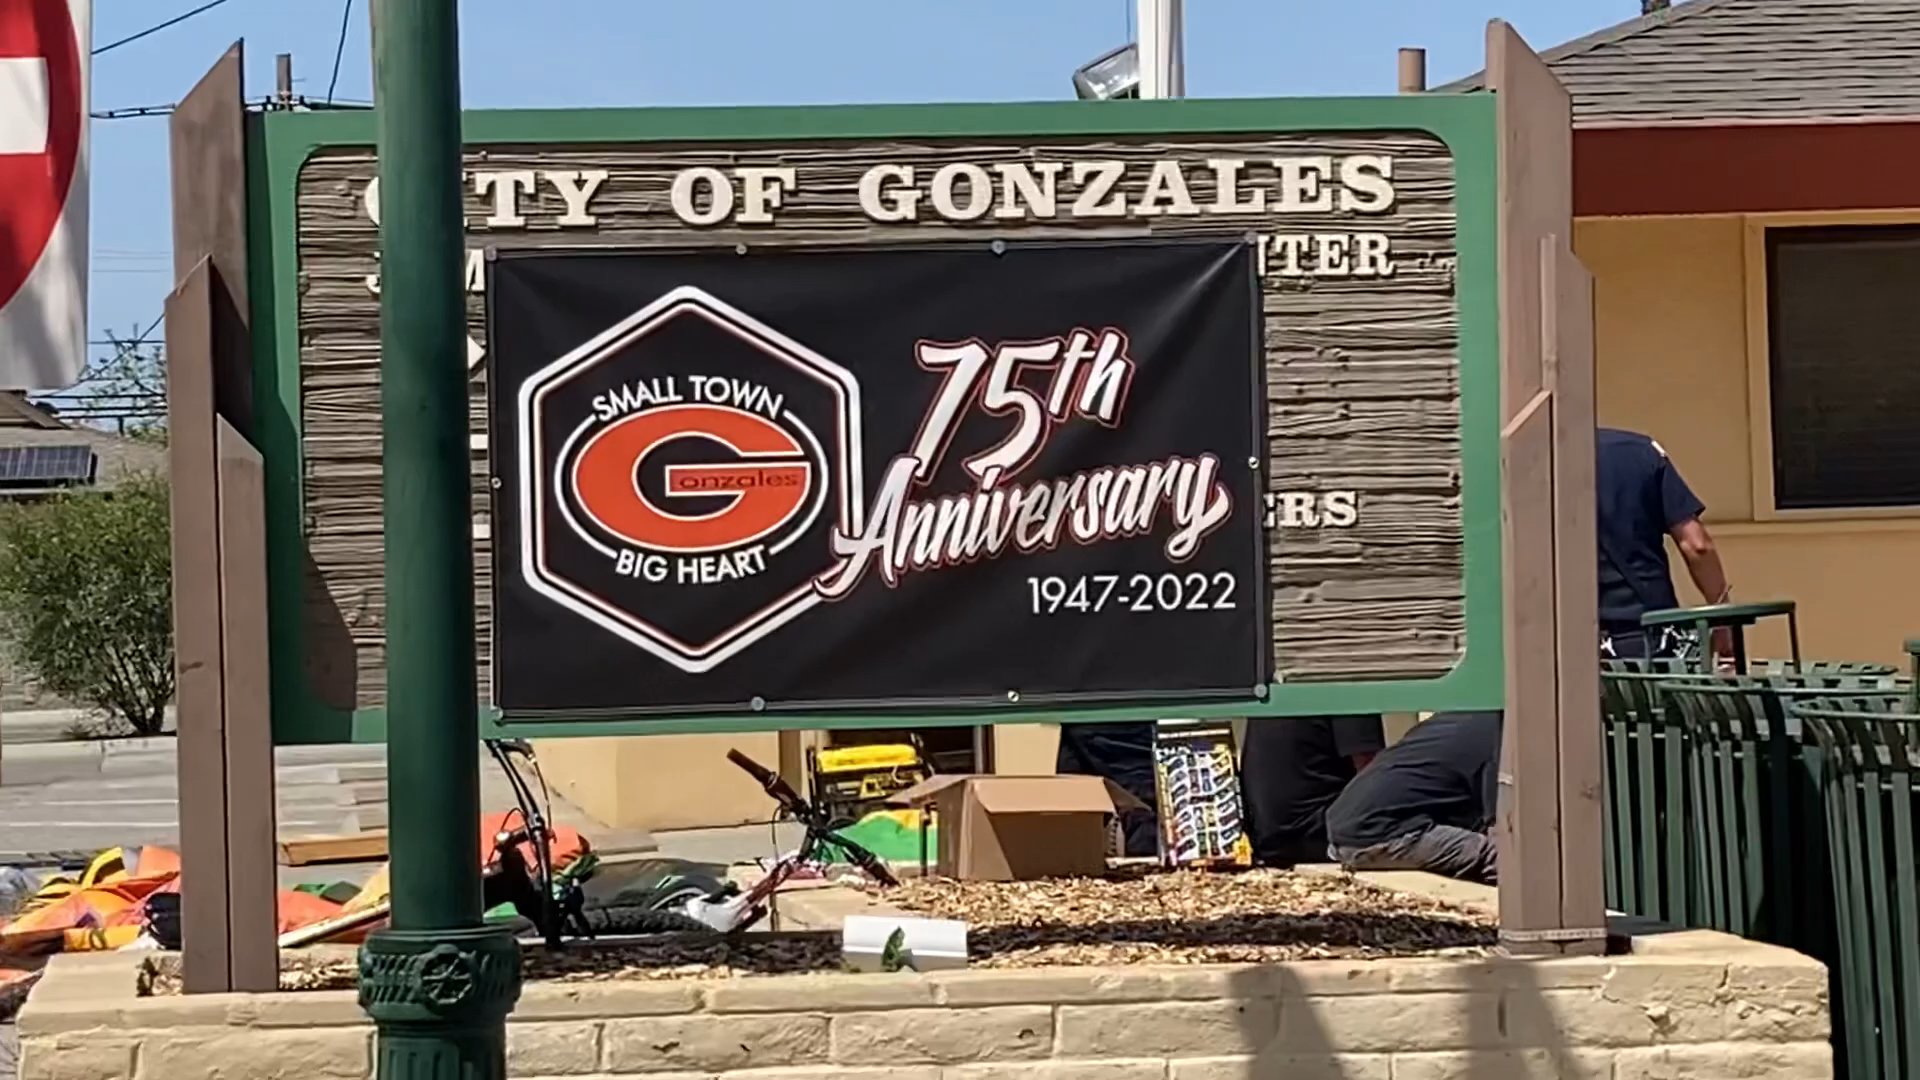 CITY OF GONZALES
SMALL TOWN
G
Gonzales
BIG HEART
75th
Anniversary
1947-2022